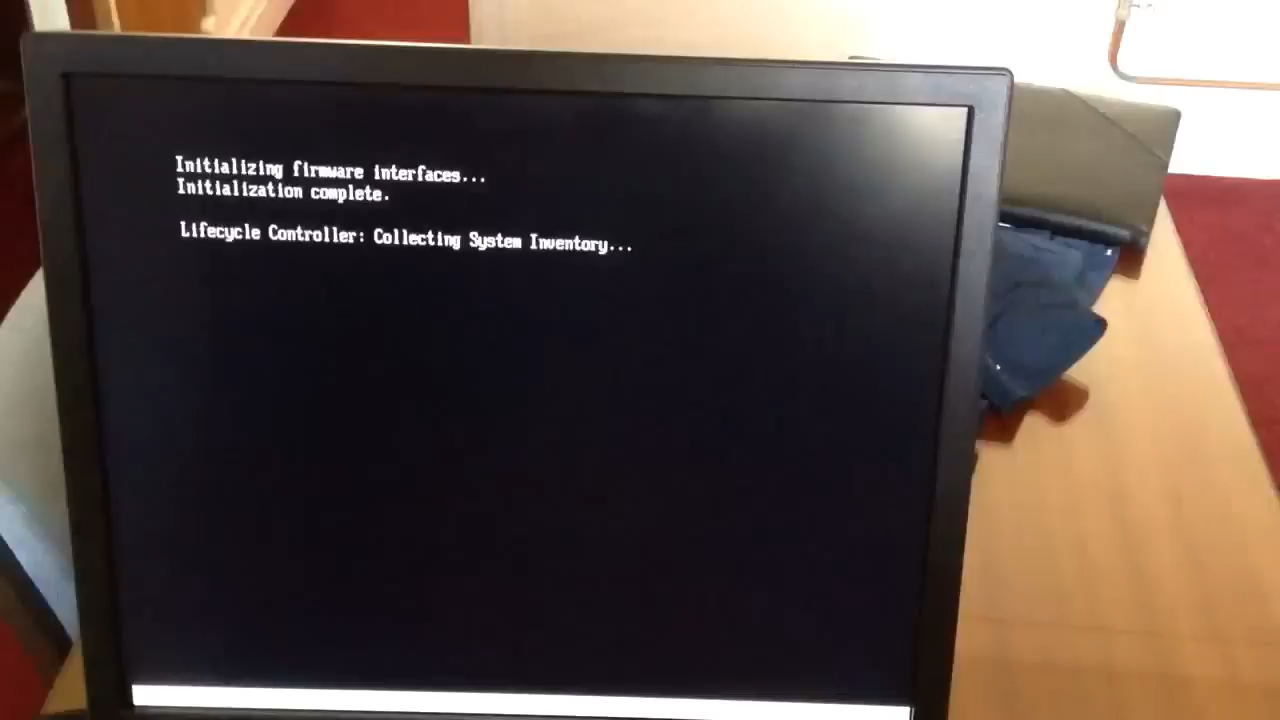 Initializing firmware interfaces...
Initialization complete.
Lifecycle Controller: Collecting System Inventory...